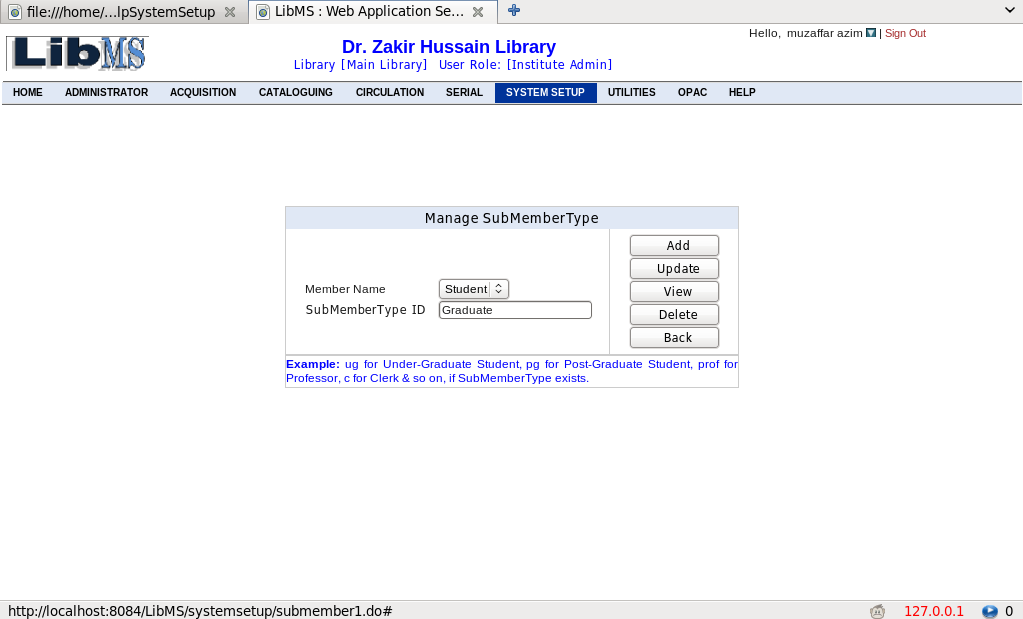 file:///home/...lpSystemSetup LibMS : Web Application Se...
Hello, muzaffar azim | Sign Out
LibMS
Dr. Zakir Hussain Library
Library [Main Library] User Role: [Institute Admin]
HOME ADMINISTRATOR ACQUISITION CATALOGUING CIRCULATION SERIAL SYSTEM SETUP UTILITIES OPAC HELP
Manage SubMemberType
Add
Update
View
Delete
Back
Member Name Student
SubMemberType ID Graduate
Example: ug for Under-Graduate Student, pg for Post-Graduate Student, prof for
Professor, c for Clerk & so on, if SubMemberType exists.
http://localhost:8084/LibMS/systemsetup/submember1.do# 127.0.0.1 0